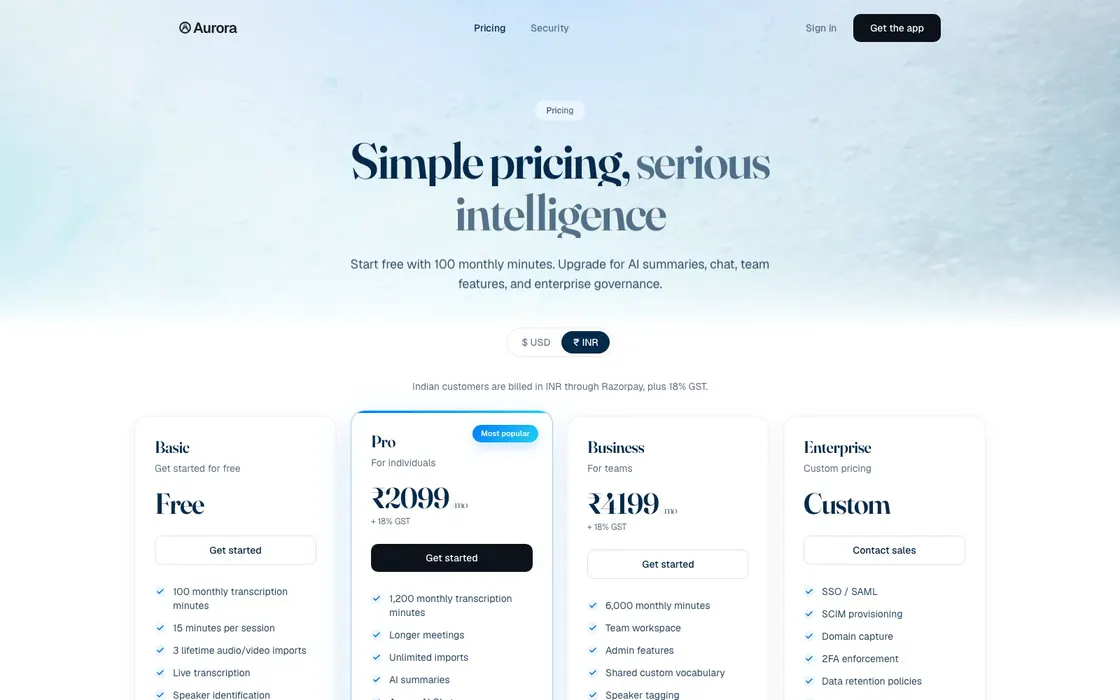 Aurora
Pricing
Security
Sign in
Get the app
Pricing
Simple pricing, serious
intelligence
Start free with 100 monthly minutes. Upgrade for AI summaries, chat, team
features, and enterprise governance.
$ USD
₹ INR
Indian customers are billed in INR through Razorpay, plus 18% GST.
Basic
Get started for free
Free
Get started
100 monthly transcription
minutes
15 minutes per session
3 lifetime audio/video imports
Live transcription
Speaker identification
Most popular
Pro
For individuals
₹2099 mo
+ 18% GST
Get started
1,200 monthly transcription
minutes
Longer meetings
Unlimited imports
AI summaries
Business
For teams
₹4199 mo
+ 18% GST
Get started
6,000 monthly minutes
Team workspace
Admin features
Shared custom vocabulary
Speaker tagging
Enterprise
Custom pricing
Custom
Contact sales
SSO / SAML
SCIM provisioning
Domain capture
2FA enforcement
Data retention policies